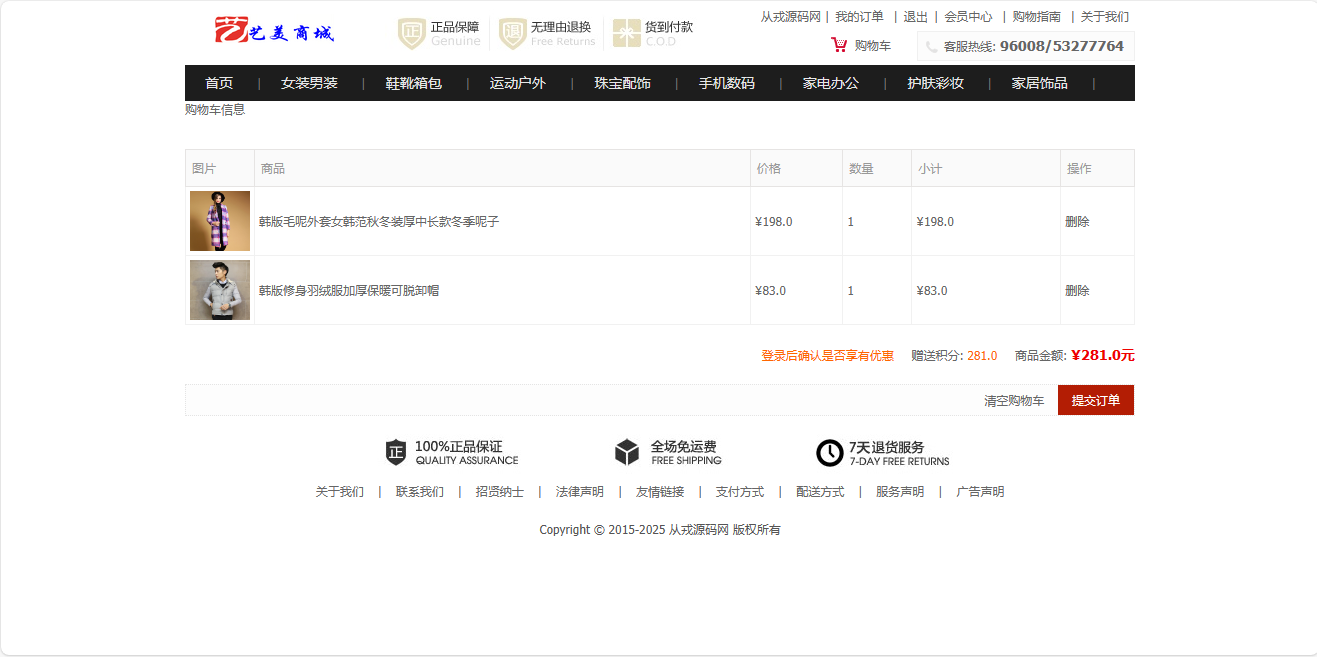 艺美商城
正品保障
Genuine
无理由退换
Free Returns
货到付款
C.O.D
从戎源码网 | 我的订单 | 退出 | 会员中心 | 购物指南 | 关于我们
购物车
客服热线: 96008/53277764
首页 | 女装男装 | 鞋靴箱包 | 运动户外 | 珠宝配饰 | 手机数码 | 家电办公 | 护肤彩妆 | 家居饰品 |
购物车信息
图片 商品 价格 数量 小计 操作
韩版毛呢外套女韩范秋冬装厚中长款冬季呢子 ¥198.0 1 ¥198.0 删除
韩版修身羽绒服加厚保暖可脱卸帽 ¥83.0 1 ¥83.0 删除
登录后确认是否享有优惠 赠送积分: 281.0 商品金额: ¥281.0元
清空购物车 提交订单
正 100%正品保证
QUALITY ASSURANCE
全场免运费
FREE SHIPPING
7天退货服务
7-DAY FREE RETURNS
关于我们 | 联系我们 | 招贤纳士 | 法律声明 | 友情链接 | 支付方式 | 配送方式 | 服务声明 | 广告声明
Copyright © 2015-2025 从戎源码网 版权所有